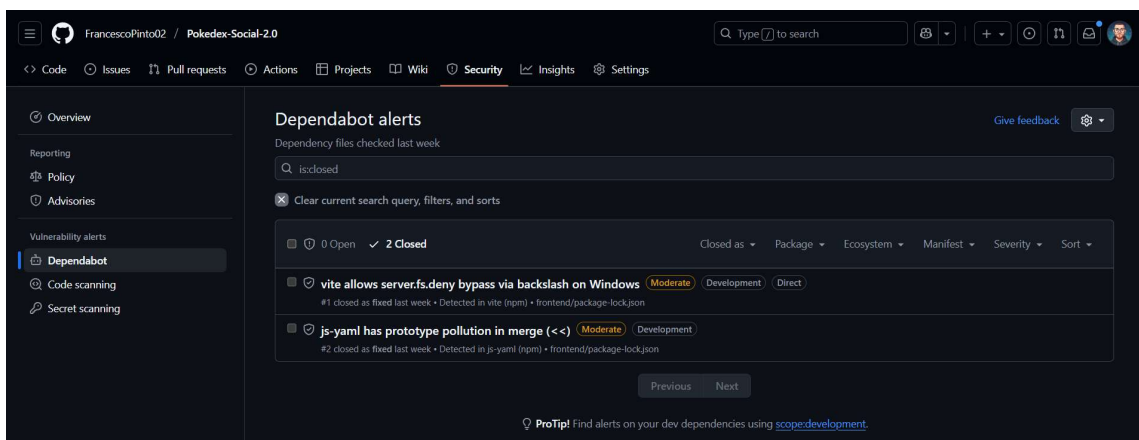 FrancescoPinto02 / Pokedex-Social-2.0
Type / to search
Code Issues Pull requests Actions Projects Wiki Security Insights Settings
Overview
Reporting
Policy
Advisories
Vulnerability alerts
Dependabot
Code scanning
Secret scanning
Dependabot alerts
Give feedback
Dependency files checked last week
is:closed
Clear current search query, filters, and sorts
0 Open 2 Closed Closed as Package Ecosystem Manifest Severity Sort
vite allows server.fs.deny bypass via backslash on Windows Moderate Development Direct
#1 closed as fixed last week • Detected in vite (npm) • frontend/package-lock.json
js-yaml has prototype pollution in merge (<<) Moderate Development
#2 closed as fixed last week • Detected in js-yaml (npm) • frontend/package-lock.json
Previous Next
ProTip! Find alerts on your dev dependencies using scope:development.